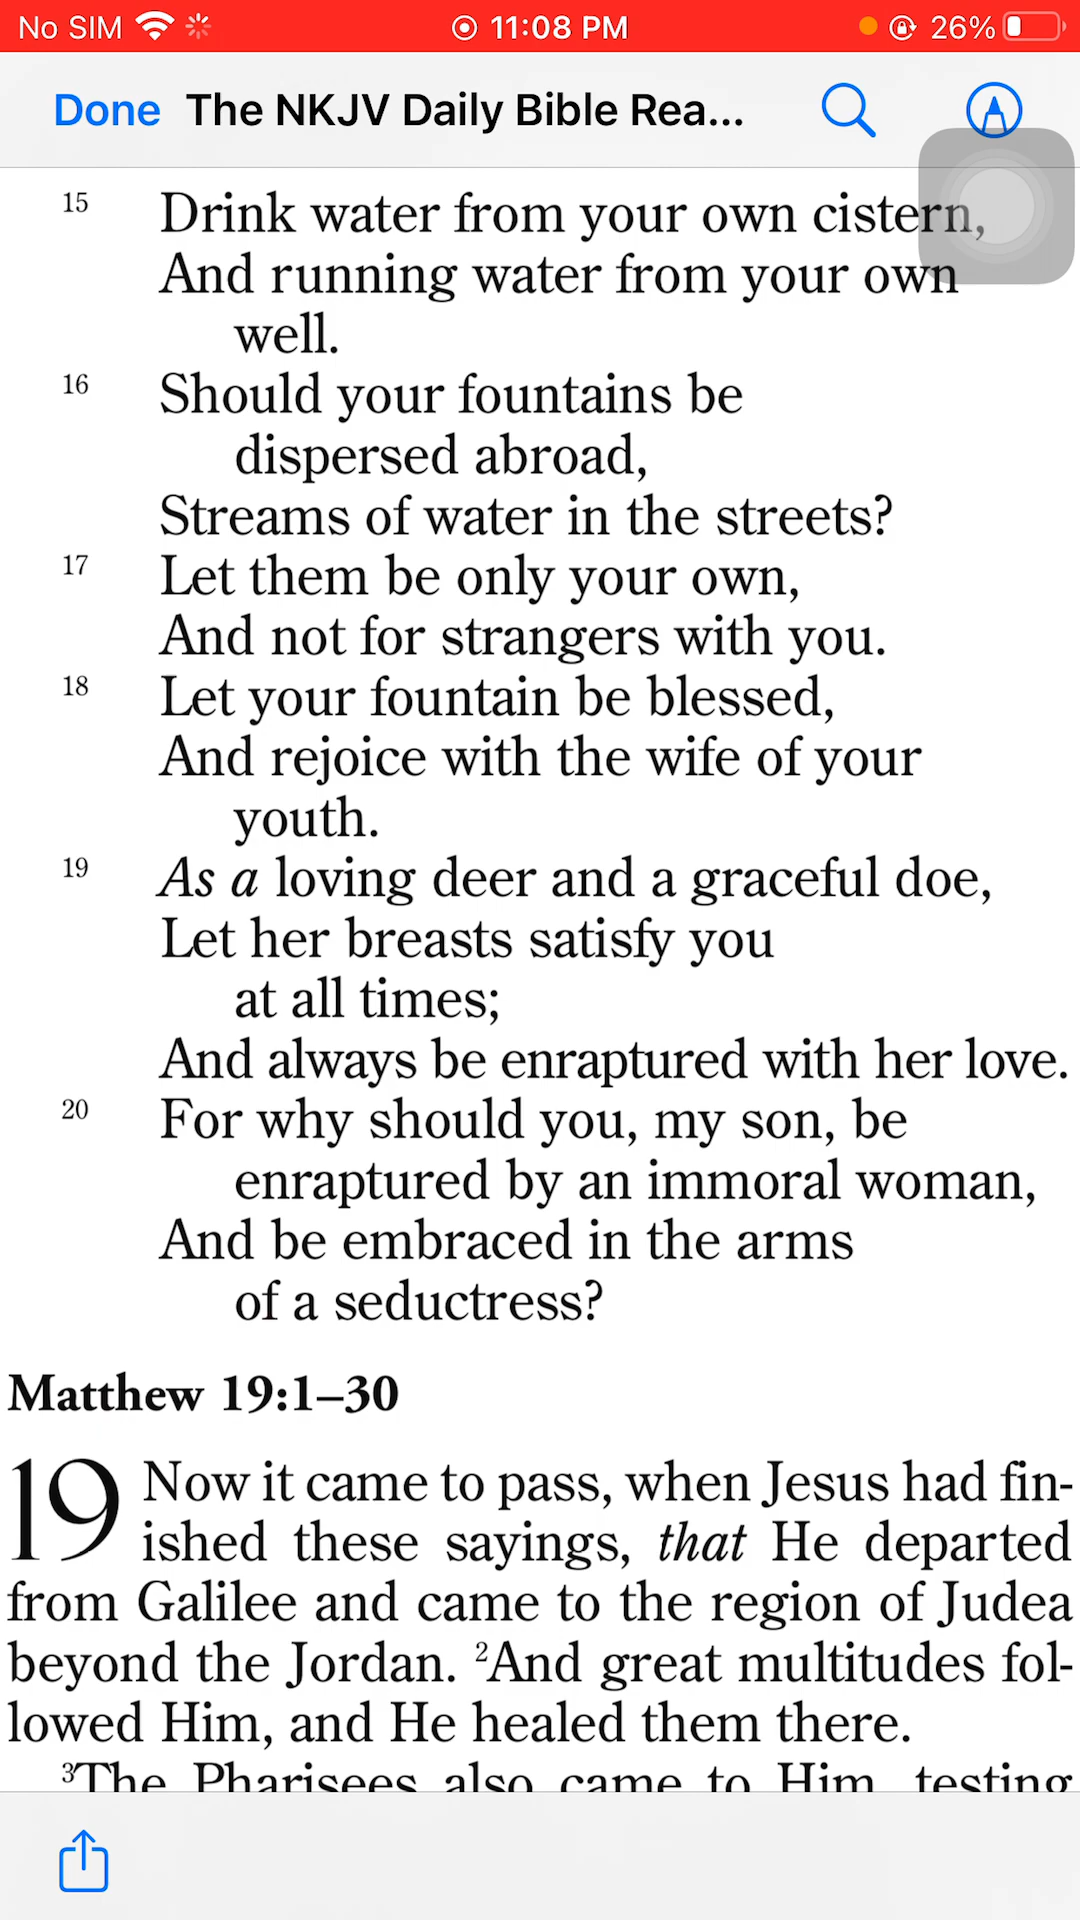 No SIM 11:08 PM 26%
Done The NKJV Daily Bible Rea...
15 Drink water from your own cistern,
And running water from your own
well.
16 Should your fountains be
dispersed abroad,
Streams of water in the streets?
17 Let them be only your own,
And not for strangers with you.
18 Let your fountain be blessed,
And rejoice with the wife of your
youth.
19 As a loving deer and a graceful doe,
Let her breasts satisfy you
at all times;
And always be enraptured with her love.
20 For why should you, my son, be
enraptured by an immoral woman,
And be embraced in the arms
of a seductress?
Matthew 19:1–30
19 Now it came to pass, when Jesus had fin-
ished these sayings, that He departed
from Galilee and came to the region of Judea
beyond the Jordan. 2And great multitudes fol-
lowed Him, and He healed them there.
3The Pharisees also came to Him, testing